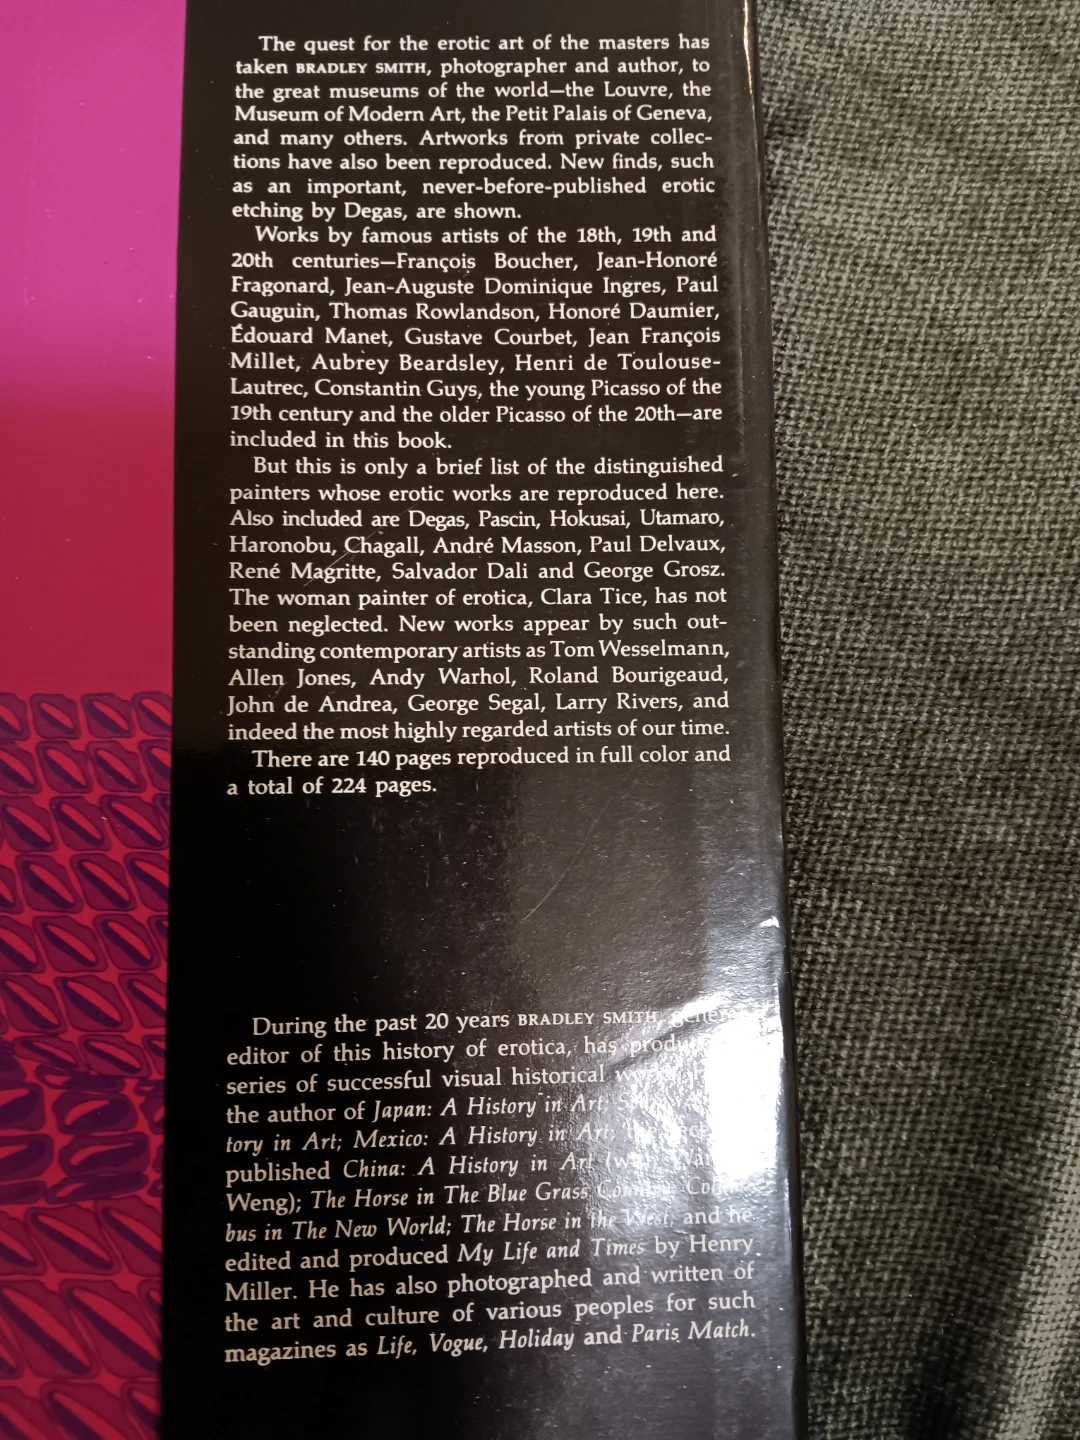 The quest for the erotic art of the masters has
taken BRADLEY SMITH, photographer and author, to
the great museums of the world—the Louvre, the
Museum of Modern Art, the Petit Palais of Geneva,
and many others. Artworks from private collec-
tions have also been reproduced. New finds, such
as an important, never-before-published erotic
etching by Degas, are shown.
Works by famous artists of the 18th, 19th and
20th centuries—François Boucher, Jean-Honoré
Fragonard, Jean-Auguste Dominique Ingres, Paul
Gauguin, Thomas Rowlandson, Honoré Daumier,
Édouard Manet, Gustave Courbet, Jean François
Millet, Aubrey Beardsley, Henri de Toulouse-
Lautrec, Constantin Guys, the young Picasso of the
19th century and the older Picasso of the 20th—are
included in this book.
But this is only a brief list of the distinguished
painters whose erotic works are reproduced here.
Also included are Degas, Pascin, Hokusai, Utamaro,
Haronobu, Chagall, André Masson, Paul Delvaux,
René Magritte, Salvador Dali and George Grosz.
The woman painter of erotica, Clara Tice, has not
been neglected. New works appear by such out-
standing contemporary artists as Tom Wesselmann,
Allen Jones, Andy Warhol, Roland Bourigeaud,
John de Andrea, George Segal, Larry Rivers, and
indeed the most highly regarded artists of our time.
There are 140 pages reproduced in full color and
a total of 224 pages.
During the past 20 years BRADLEY SMITH,
editor of this history of erotica, has
series of successful visual historical
the author of Japan: A History in Art;
tory in Art; Mexico: A History in Art;
published China: A History in Art
Weng); The Horse in The Blue Grass Country;
bus in The New World; The Horse in the West; and he
edited and produced My Life and Times by Henry
Miller. He has also photographed and written of
the art and culture of various peoples for such
magazines as Life, Vogue, Holiday and Paris Match.